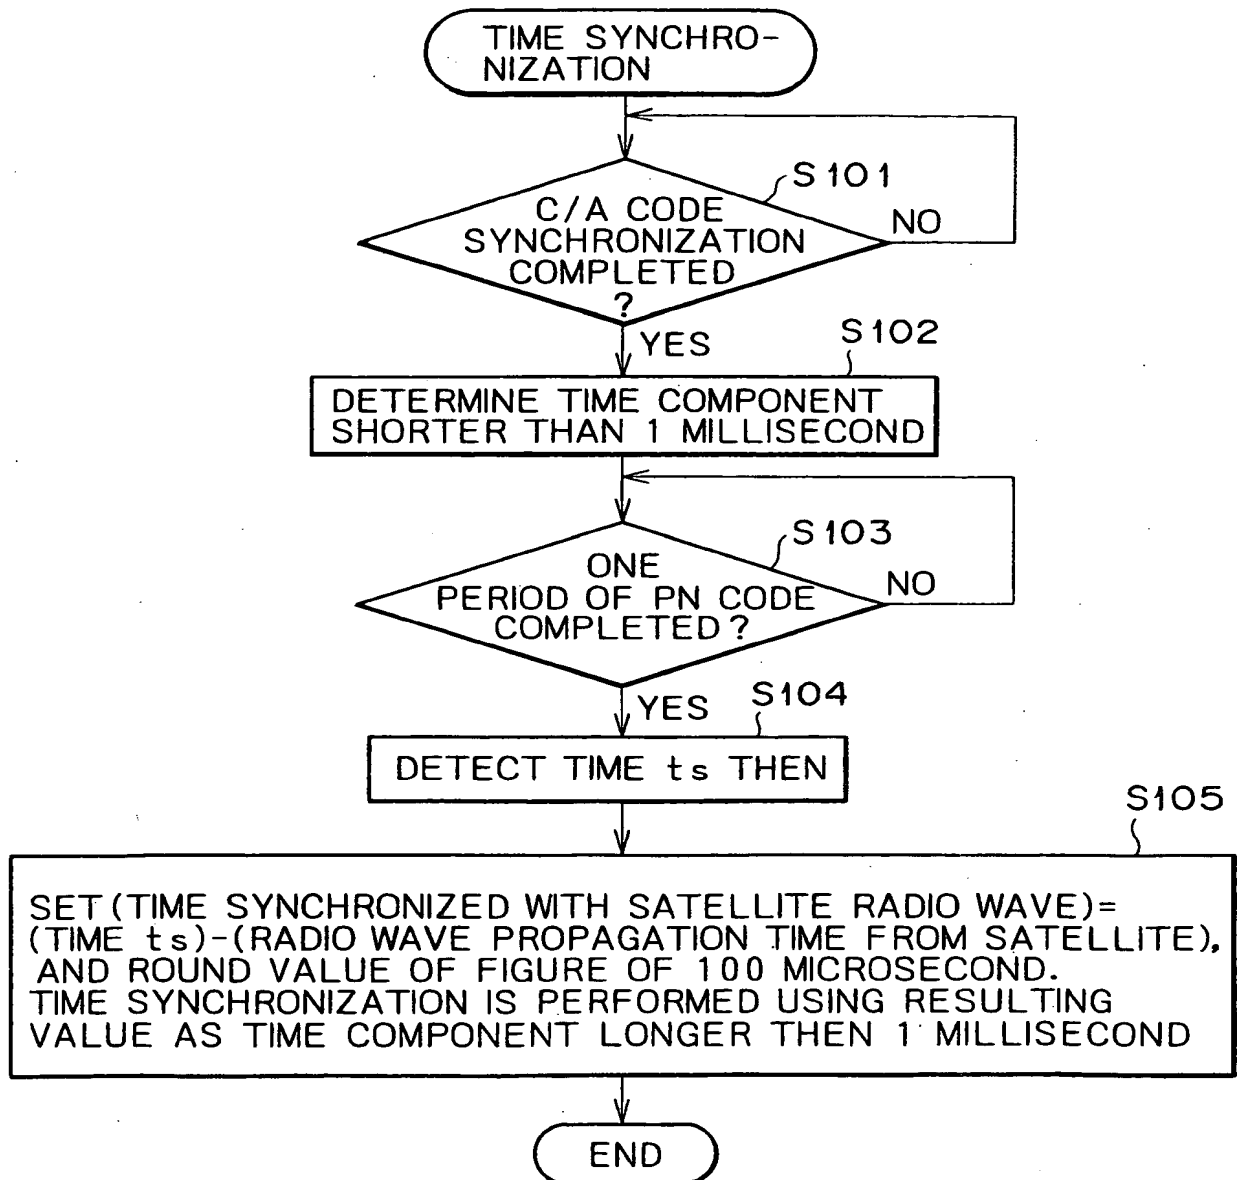 TIME SYNCHRO-
NIZATION
S101
C/A CODE
SYNCHRONIZATION
COMPLETED
?
NO
YES
S102
DETERMINE TIME COMPONENT
SHORTER THAN 1 MILLISECOND
S103
ONE
PERIOD OF PN CODE
COMPLETED?
NO
YES
S104
DETECT TIME ts THEN
S105
SET(TIME SYNCHRONIZED WITH SATELLITE RADIO WAVE)=
(TIME ts)-(RADIO WAVE PROPAGATION TIME FROM SATELLITE),
AND ROUND VALUE OF FIGURE OF 100 MICROSECOND.
TIME SYNCHRONIZATION IS PERFORMED USING RESULTING
VALUE AS TIME COMPONENT LONGER THEN 1 MILLISECOND
END